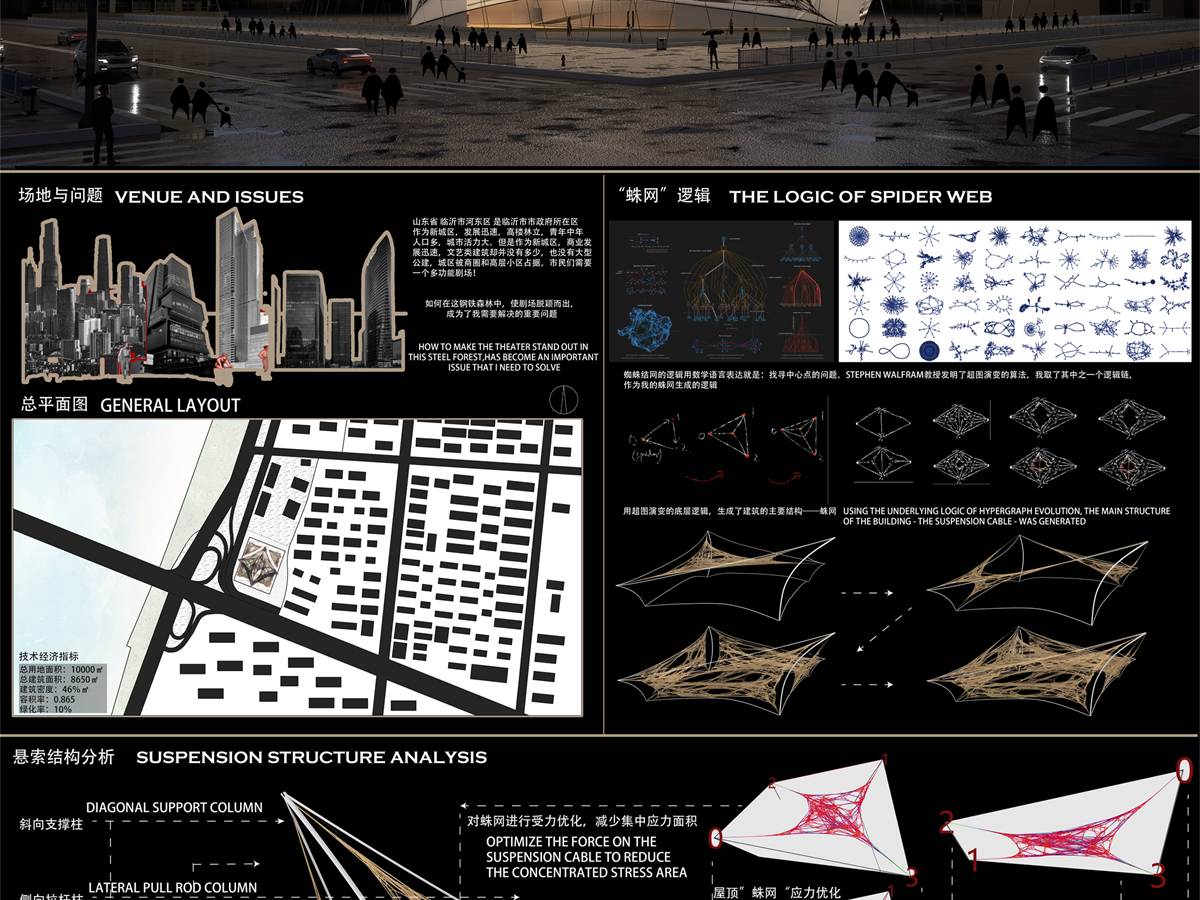 场地与问题 VENUE AND ISSUES
山东省 临沂市河东区 是临沂市市政府所在区
作为新城区，发展迅速，高楼林立，青年中年
人口多，城市活力大。但是作为新城区，商业发
展迅速，文艺类建筑却并没有多少，也没有大型
公建，城区被商圈和高层小区占据，市民们需要
一个多功能剧场！
如何在这钢铁森林中，使剧场脱颖而出，
成为了我需要解决的重要问题
HOW TO MAKE THE THEATER STAND OUT IN
THIS STEEL FOREST,HAS BECOME AN IMPORTANT
ISSUE THAT I NEED TO SOLVE
总平面图 GENERAL LAYOUT
技术经济指标
总用地面积：10000㎡
总建筑面积：8650㎡
建筑密度：46%㎡
容积率：0.865
绿化率：10%
“蛛网”逻辑 THE LOGIC OF SPIDER WEB
蜘蛛结网的逻辑用数学语言表达就是：找寻中心点的问题。STEPHEN WALFRAM教授发明了超图演变的算法，我取了其中之一个逻辑链，
作为我的蛛网生成的逻辑
(spider)
用超图演变的底层逻辑，生成了建筑的主要结构——蛛网
USING THE UNDERLYING LOGIC OF HYPERGRAPH EVOLUTION, THE MAIN STRUCTURE
OF THE BUILDING - THE SUSPENSION CABLE - WAS GENERATED
悬索结构分析 SUSPENSION STRUCTURE ANALYSIS
DIAGONAL SUPPORT COLUMN
斜向支撑柱
LATERAL PULL ROD COLUMN
侧向拉杆柱
对蛛网进行受力优化，减少集中应力面积
OPTIMIZE THE FORCE ON THE
SUSPENSION CABLE TO REDUCE
THE CONCENTRATED STRESS AREA
0
2
1
3
0
2
1
3
屋顶”蛛网“应力优化
1